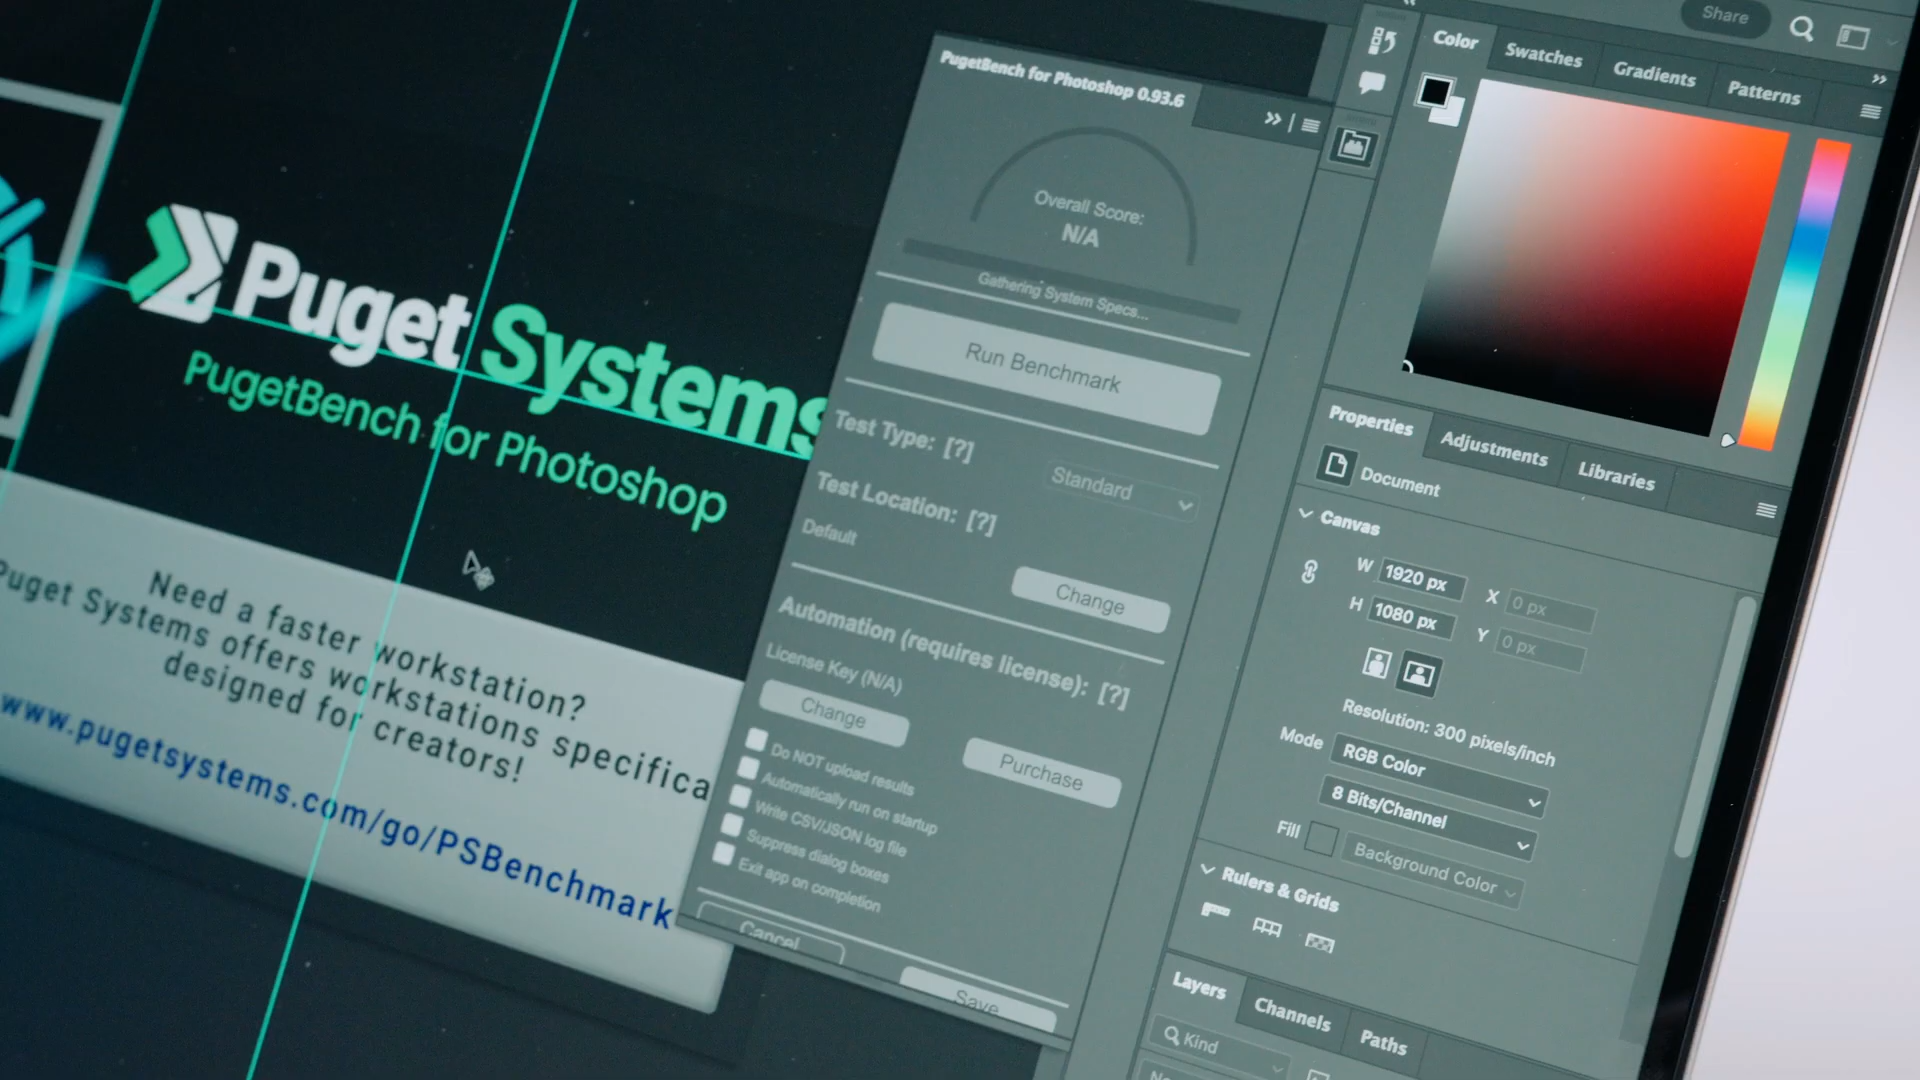 Puget Systems
PugetBench for Photoshop
Need a faster workstation?
Puget Systems offers workstations specifica
designed for creators!
www.pugetsystems.com/go/PSBenchmark
PugetBench for Photoshop 0.93.6
Overall Score:
N/A
Gathering System Specs...
Run Benchmark
Test Type: [?]
Standard
Test Location: [?]
Default
Change
Automation (requires license): [?]
License Key (N/A)
Change
Purchase
Do NOT upload results
Automatically run on startup
Write CSV/JSON log file
Suppress dialog boxes
Exit app on completion
Cancel
Save
Share
Color
Swatches
Gradients
Patterns
Properties
Adjustments
Libraries
Document
Canvas
W 1920 px X 0 px
H 1080 px Y 0 px
Resolution: 300 pixels/inch
Mode RGB Color
8 Bits/Channel
Fill Background Color
Rulers & Grids
Layers
Channels
Paths
Kind